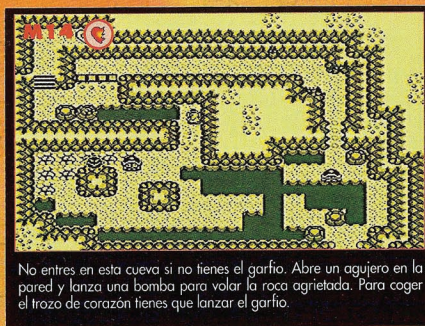 M14 C
No entres en esta cueva si no tienes el garfio. Abre un agujero en la
pared y lanza una bomba para volar la roca agrietada. Para coger
el trozo de corazón tienes que lanzar el garfio.